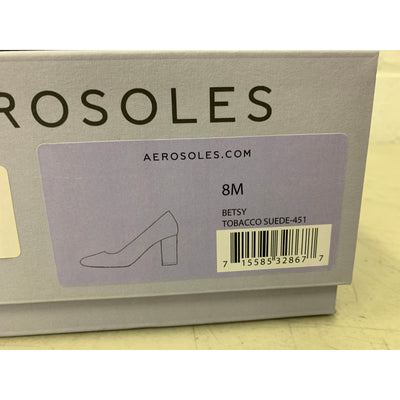 ROSOLES
AEROSOLES.COM
8M
BETSY
TOBACCO SUEDE-451
7 15585 32867 7